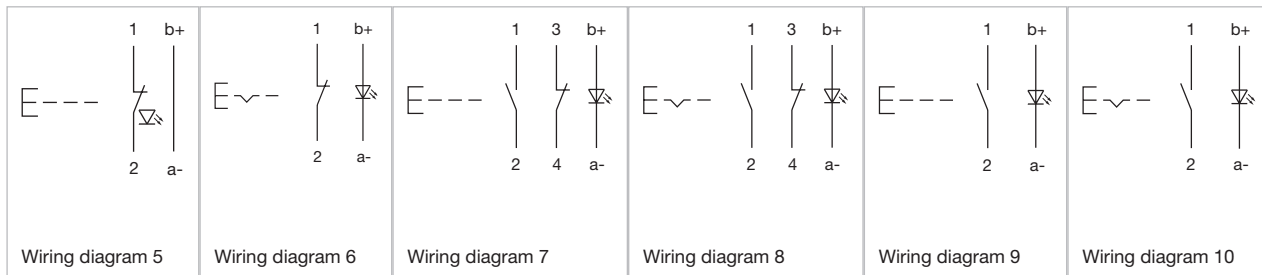 1 b+
2 a-
Wiring diagram 5
1 b+
2 a-
Wiring diagram 6
1 3 b+
2 4 a-
Wiring diagram 7
1 3 b+
2 4 a-
Wiring diagram 8
1 b+
2 a-
Wiring diagram 9
1 b+
2 a-
Wiring diagram 10